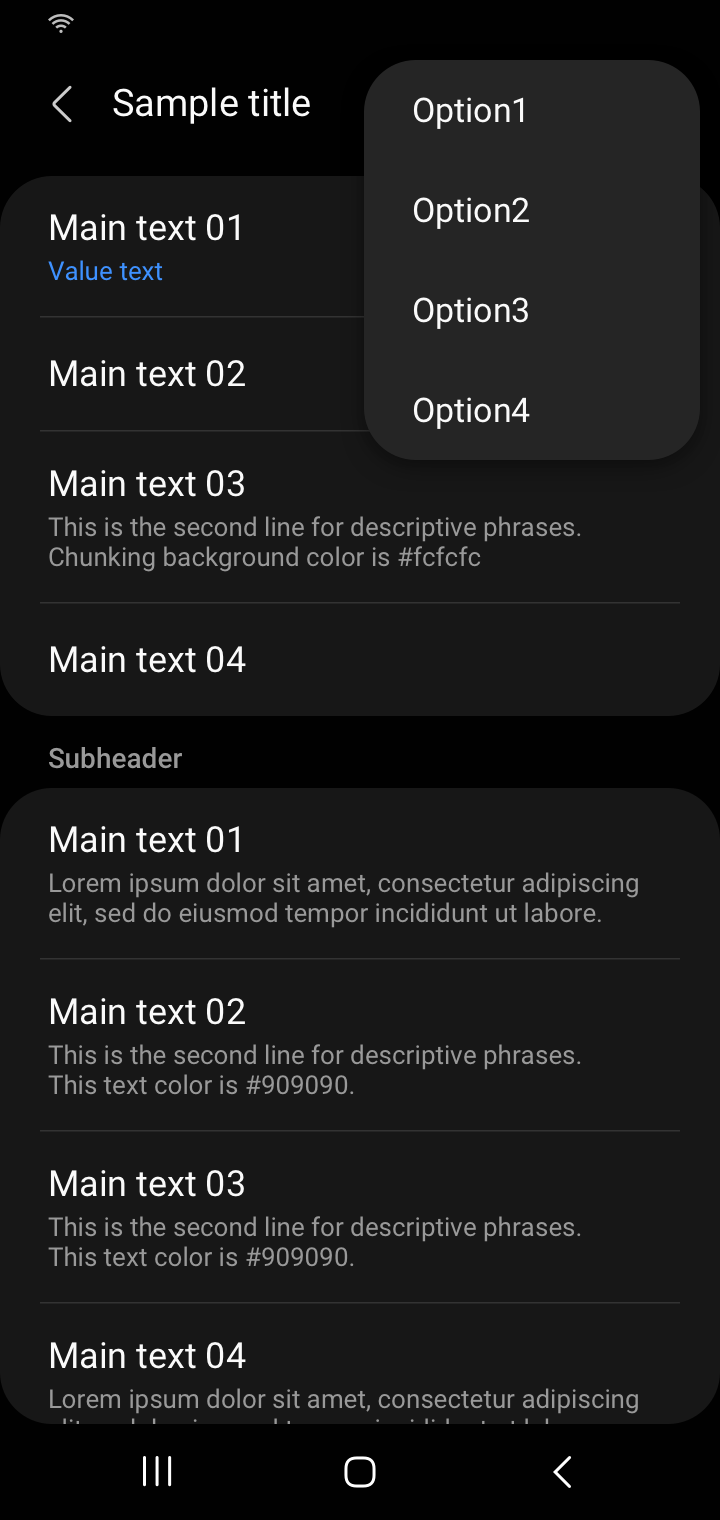 Sample title
Option1
Option2
Option3
Option4
Main text 01
Value text
Main text 02
Main text 03
This is the second line for descriptive phrases.
Chunking background color is #fcfcfc
Main text 04
Subheader
Main text 01
Lorem ipsum dolor sit amet, consectetur adipiscing
elit, sed do eiusmod tempor incididunt ut labore.
Main text 02
This is the second line for descriptive phrases.
This text color is #909090.
Main text 03
This is the second line for descriptive phrases.
This text color is #909090.
Main text 04
Lorem ipsum dolor sit amet, consectetur adipiscing